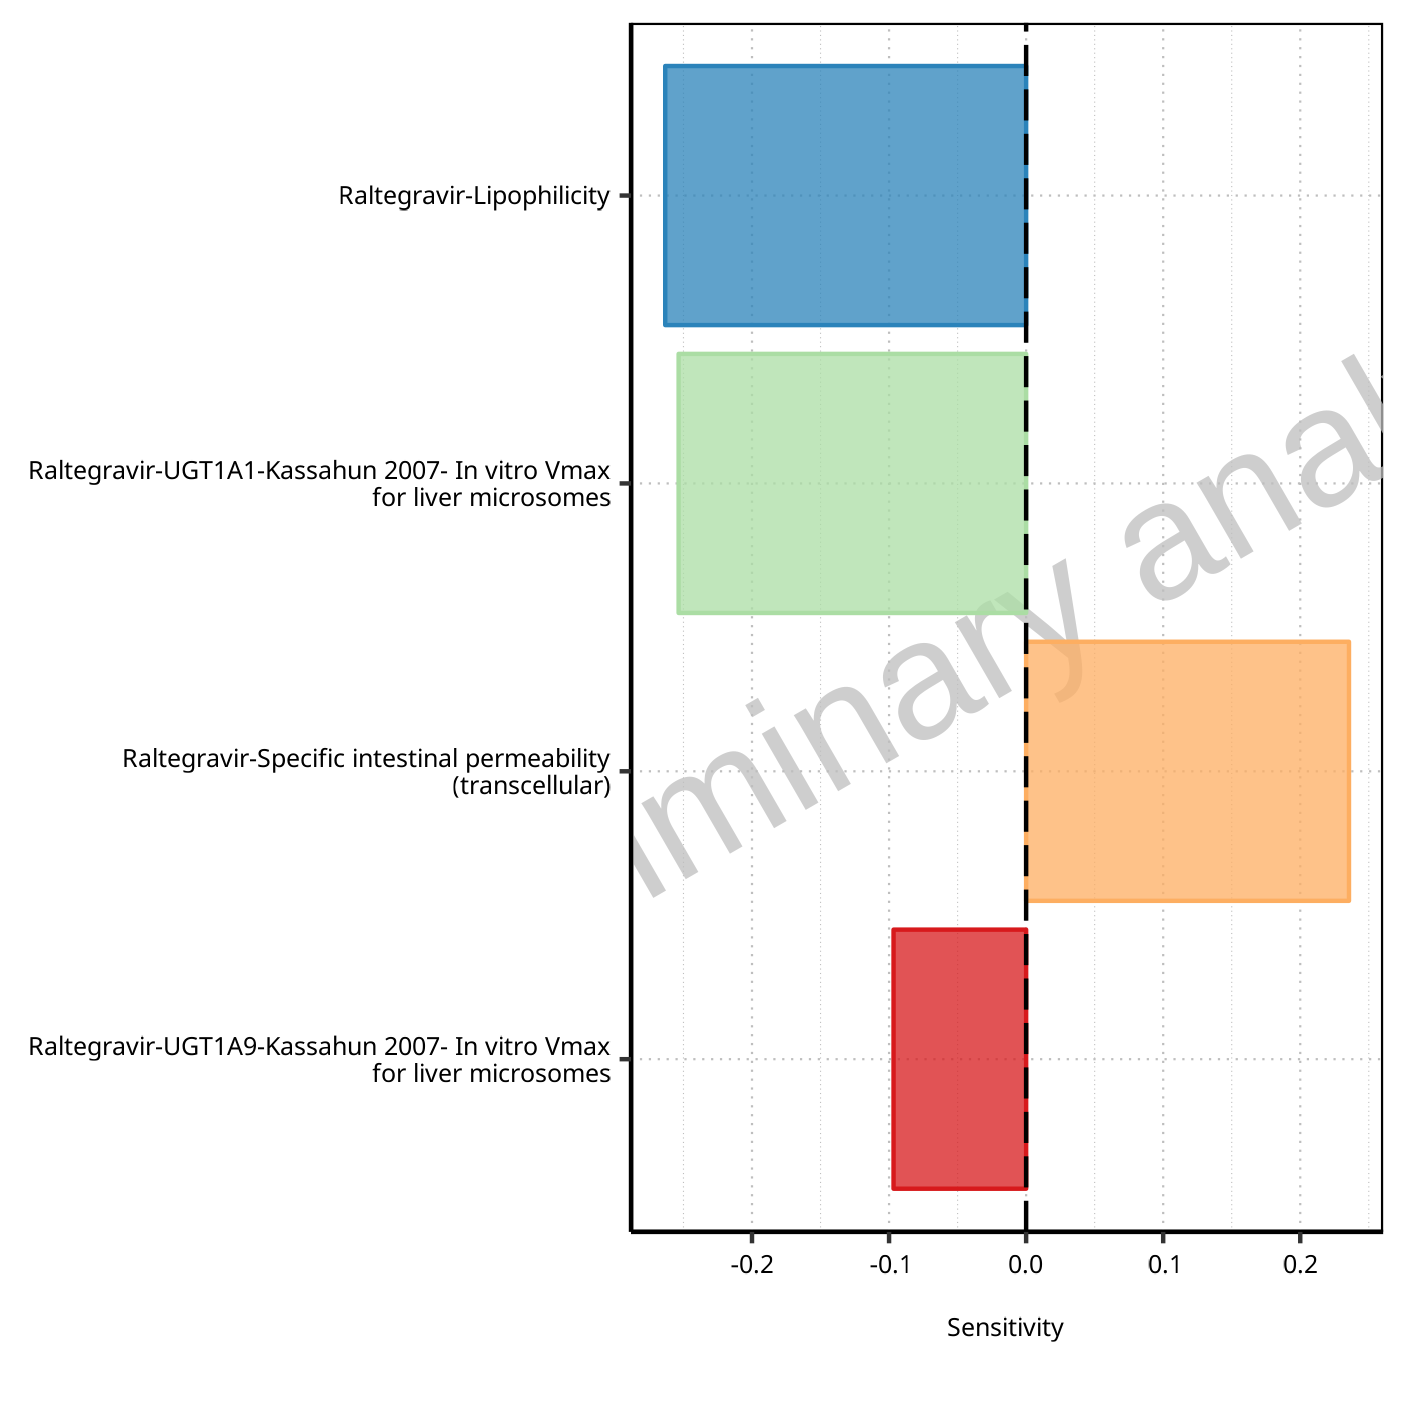 Raltegravir-Lipophilicity
Raltegravir-UGT1A1-Kassahun 2007- In vitro Vmax
for liver microsomes
Raltegravir-Specific intestinal permeability
(transcellular)
Raltegravir-UGT1A9-Kassahun 2007- In vitro Vmax
for liver microsomes
minary anal
-0.2 -0.1 0.0 0.1 0.2
Sensitivity